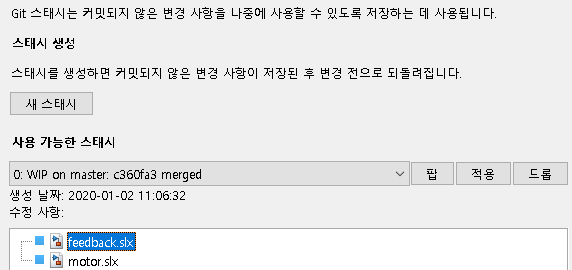 Git 스태시는 커밋되지 않은 변경 사항을 나중에 사용할 수 있도록 저장하는 데 사용됩니다.
스태시 생성
스태시를 생성하면 커밋되지 않은 변경 사항이 저장된 후 변경 전으로 되돌려집니다.
새 스태시
사용 가능한 스태시
0: WIP on master: c360fa3 merged 팝 적용 드롭
생성 날짜: 2020-01-02 11:06:32
수정 사항:
feedback.slx
motor.slx